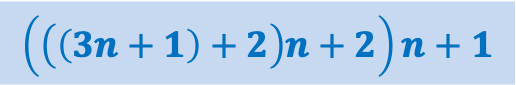 (((3n + 1) + 2)n + 2)n + 1